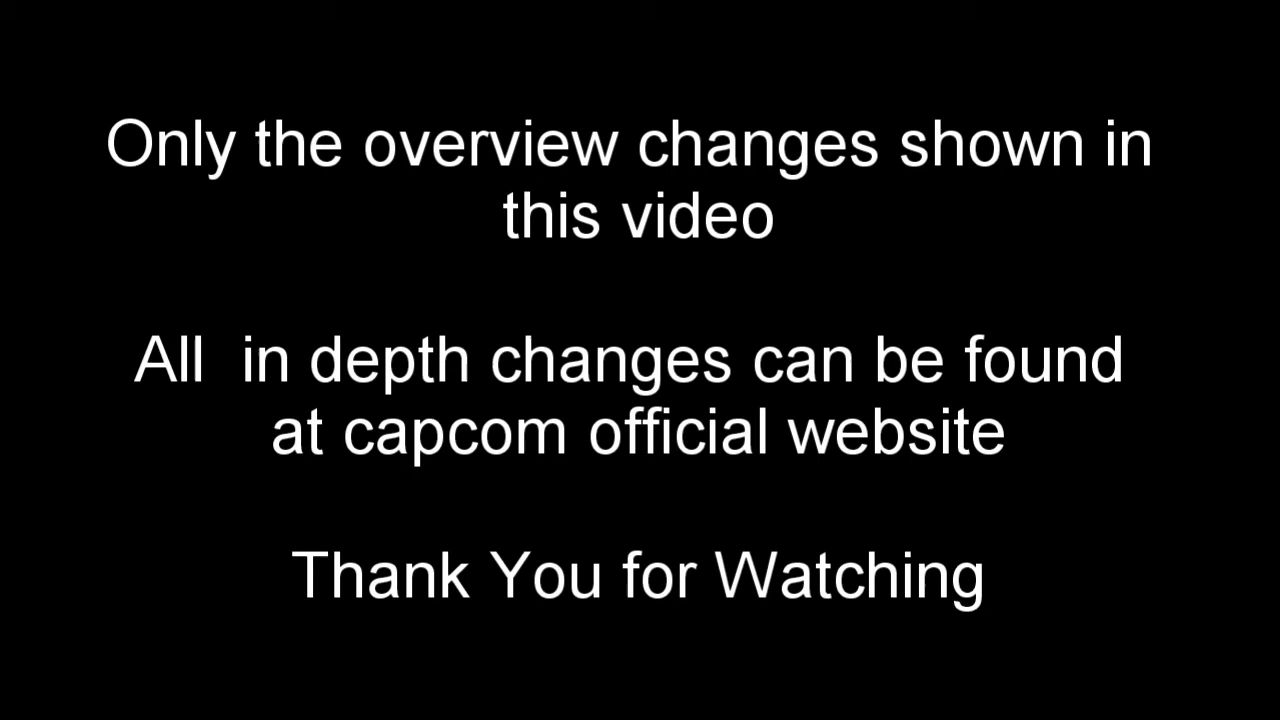 Only the overview changes shown in
this video
All  in depth changes can be found
at capcom official website
Thank You for Watching